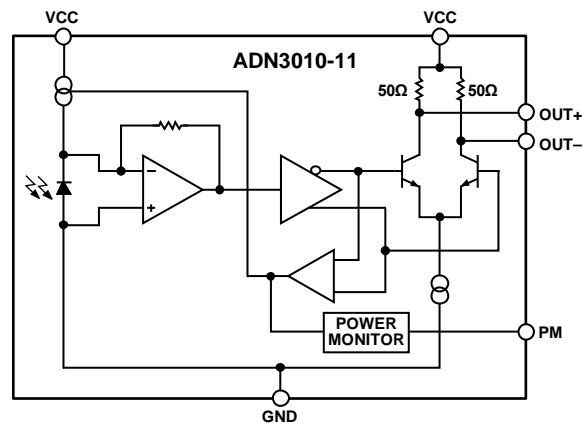 VCC
VCC
ADN3010-11
50Ω
50Ω
OUT+
OUT–
–
+
POWER
MONITOR
PM
GND